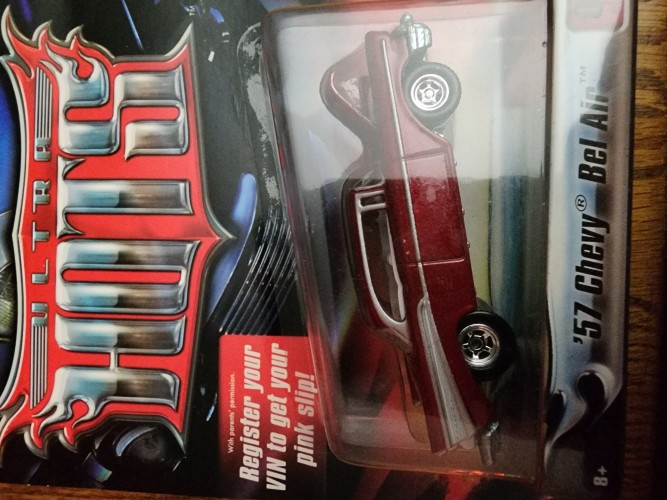 ULTRA
HOTS
With parents' permission.
Register your
VIN to get your
pink slip!
'57 Chevy® Bel Air™
8+